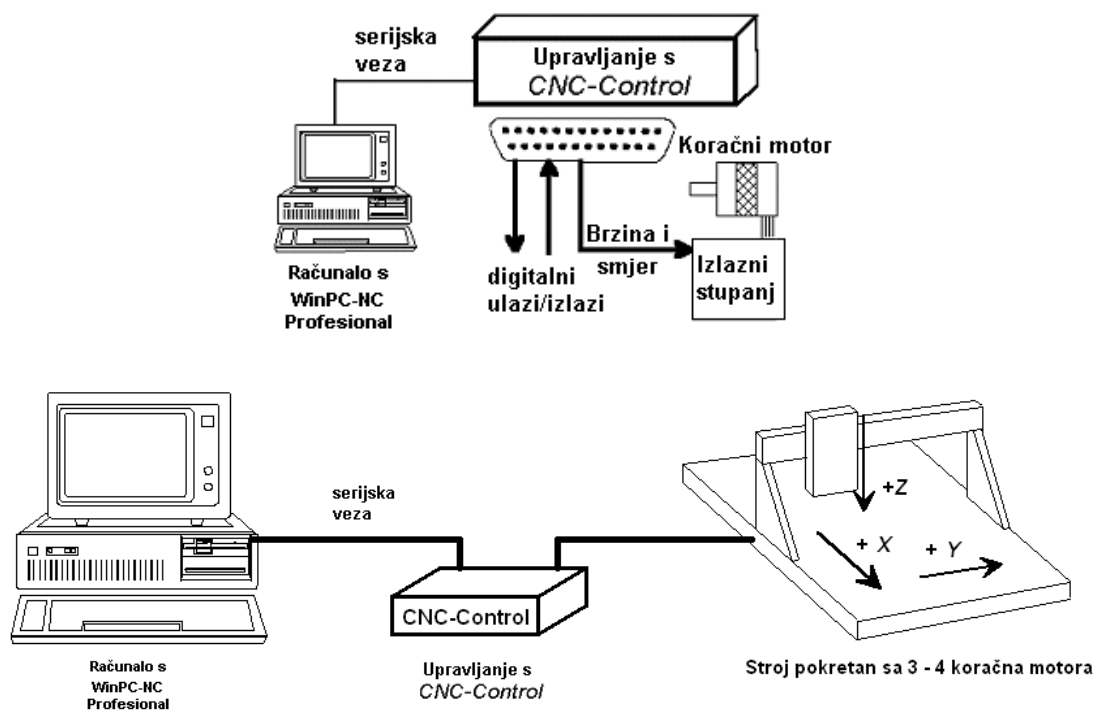 serijska
veza
Upravljanje s
CNC-Control
Koračni motor
Brzina i
smjer
digitalni
ulazi/izlazi
Izlazni
stupanj
Računalo s
WinPC-NC
Profesional
serijska
veza
CNC-Control
+Z
+ X
+ Y
Računalo s
WinPC-NC
Profesional
Upravljanje s
CNC-Control
Stroj pokretan sa 3 - 4 koračna motora